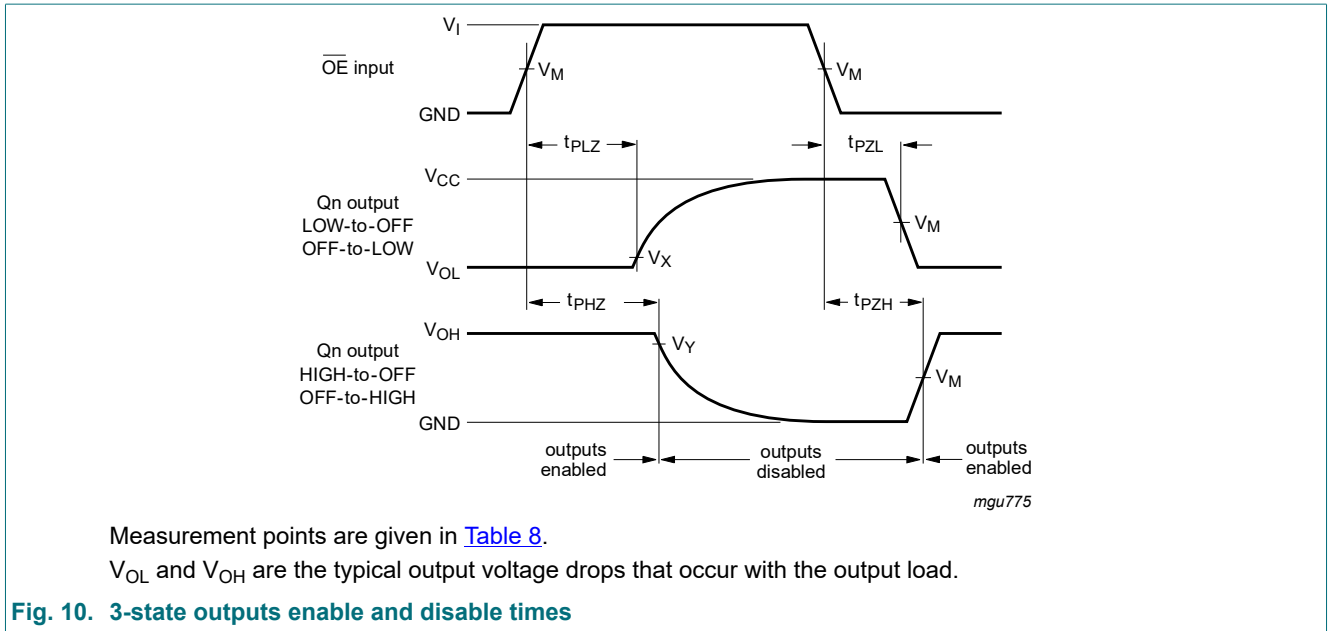 VI
OE input
VM
VM
GND
tPLZ
tPZL
VCC
Qn output
LOW-to-OFF
OFF-to-LOW
VM
VX
VOL
tPHZ
tPZH
VOH
Qn output
HIGH-to-OFF
OFF-to-HIGH
VY
VM
GND
outputs
enabled
outputs
disabled
outputs
enabled
mgu775
Measurement points are given in Table 8.
VOL and VOH are the typical output voltage drops that occur with the output load.
Fig. 10. 3-state outputs enable and disable times